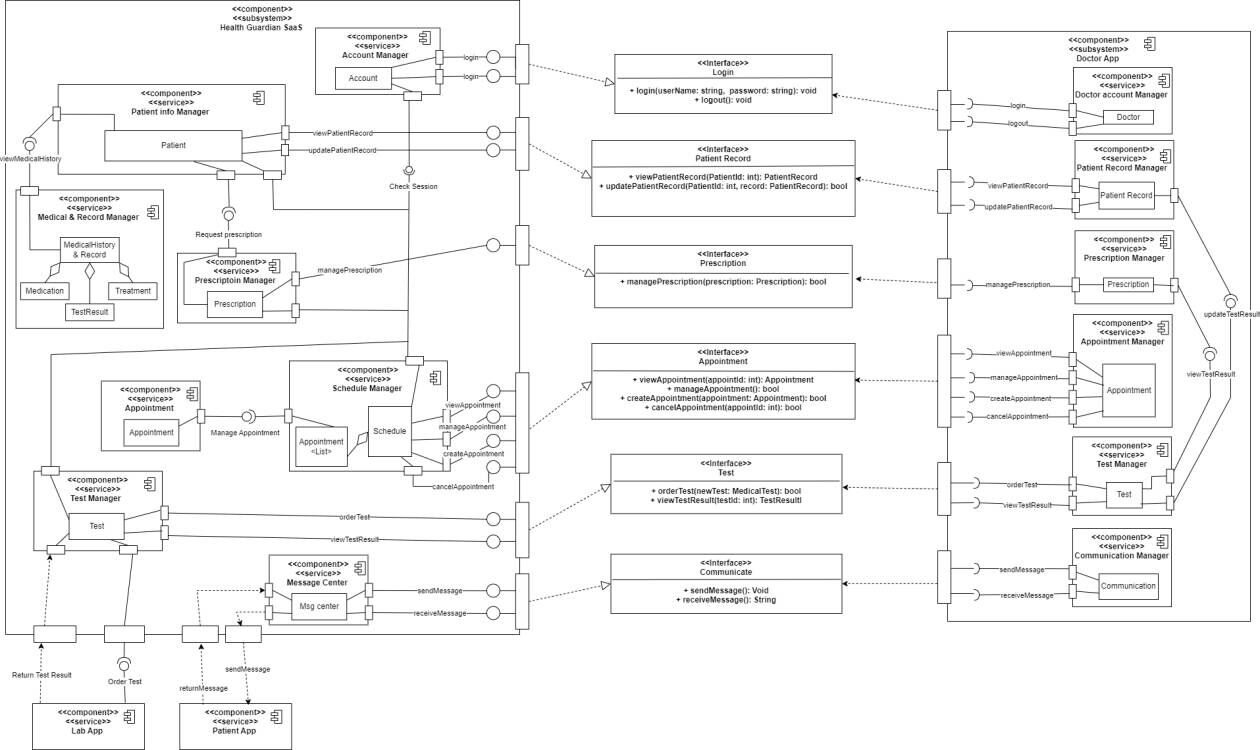 <<component>>
<<subsystem>>
Health Guardian SaaS
<<component>>
<<service>>
Account Manager
Account
login
login
<<component>>
<<service>>
Patient info Manager
Patient
viewPatientRecord
updatePatientRecord
viewMedicalHistory
Check Session
<<component>>
<<service>>
Medical & Record Manager
MedicalHistory
& Record
Medication
Treatment
TestResult
Request prescription
<<component>>
<<service>>
Prescriptoin Manager
Prescription
managePrescription
<<component>>
<<service>>
Appointment
Appointment
Manage Appointment
<<component>>
<<service>>
Schedule Manager
Schedule
Appointment
<List>
viewAppointment
manageAppointment
createAppointment
cancelAppointment
<<component>>
<<service>>
Test Manager
Test
orderTest
viewTestResult
<<component>>
<<service>>
Message Center
Msg center
sendMessage
receiveMessage
Return Test Result
Order Test
returnMessage
sendMessage
<<component>>
<<service>>
Lab App
<<component>>
<<service>>
Patient App
<<Interface>>
Login
+ login(userName: string, password: string): void
+ logout(): void
<<Interface>>
Patient Record
+ viewPatientRecord(PatientId: int): PatientRecord
+ updatePatientRecord(PatientId: int, record: PatientRecord): bool
<<Interface>>
Prescription
+ managePrescription(prescription: Prescription): bool
<<Interface>>
Appointment
+ viewAppointment(appointId: int): Appointment
+ manageAppointment(): bool
+ createAppointment(appointment: Appointment): bool
+ cancelAppointment(appointId: int): bool
<<Interface>>
Test
+ orderTest(newTest: MedicalTest): bool
+ viewTestResult(testId: int): TestResultl
<<Interface>>
Communicate
+ sendMessage(): Void
+ receiveMessage(): String
<<component>>
<<subsystem>>
Doctor App
<<component>>
<<service>>
Doctor account Manager
Doctor
login
logout
<<component>>
<<service>>
Patient Record Manager
Patient Record
viewPatientRecord
updatePatientRecord
<<component>>
<<service>>
Prescription Manager
Prescription
managePrescription
updateTestResult
<<component>>
<<service>>
Appointment Manager
Appointment
viewAppointment
manageAppointment
createAppointment
cancelAppointment
viewTestResult
<<component>>
<<service>>
Test Manager
Test
orderTest
viewTestResult
<<component>>
<<service>>
Communication Manager
Communication
sendMessage
receiveMessage